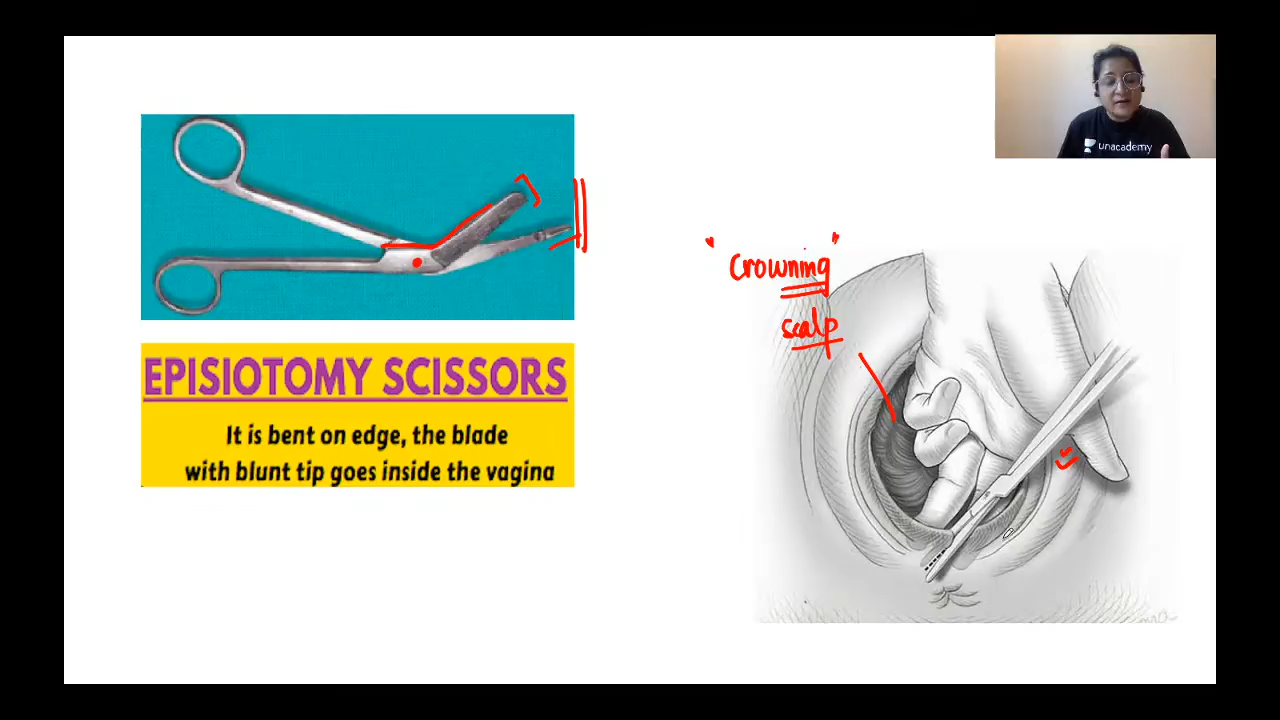 unacademy
"Crowning"
scalp
EPISIOTOMY SCISSORS
It is bent on edge, the blade
with blunt tip goes inside the vagina